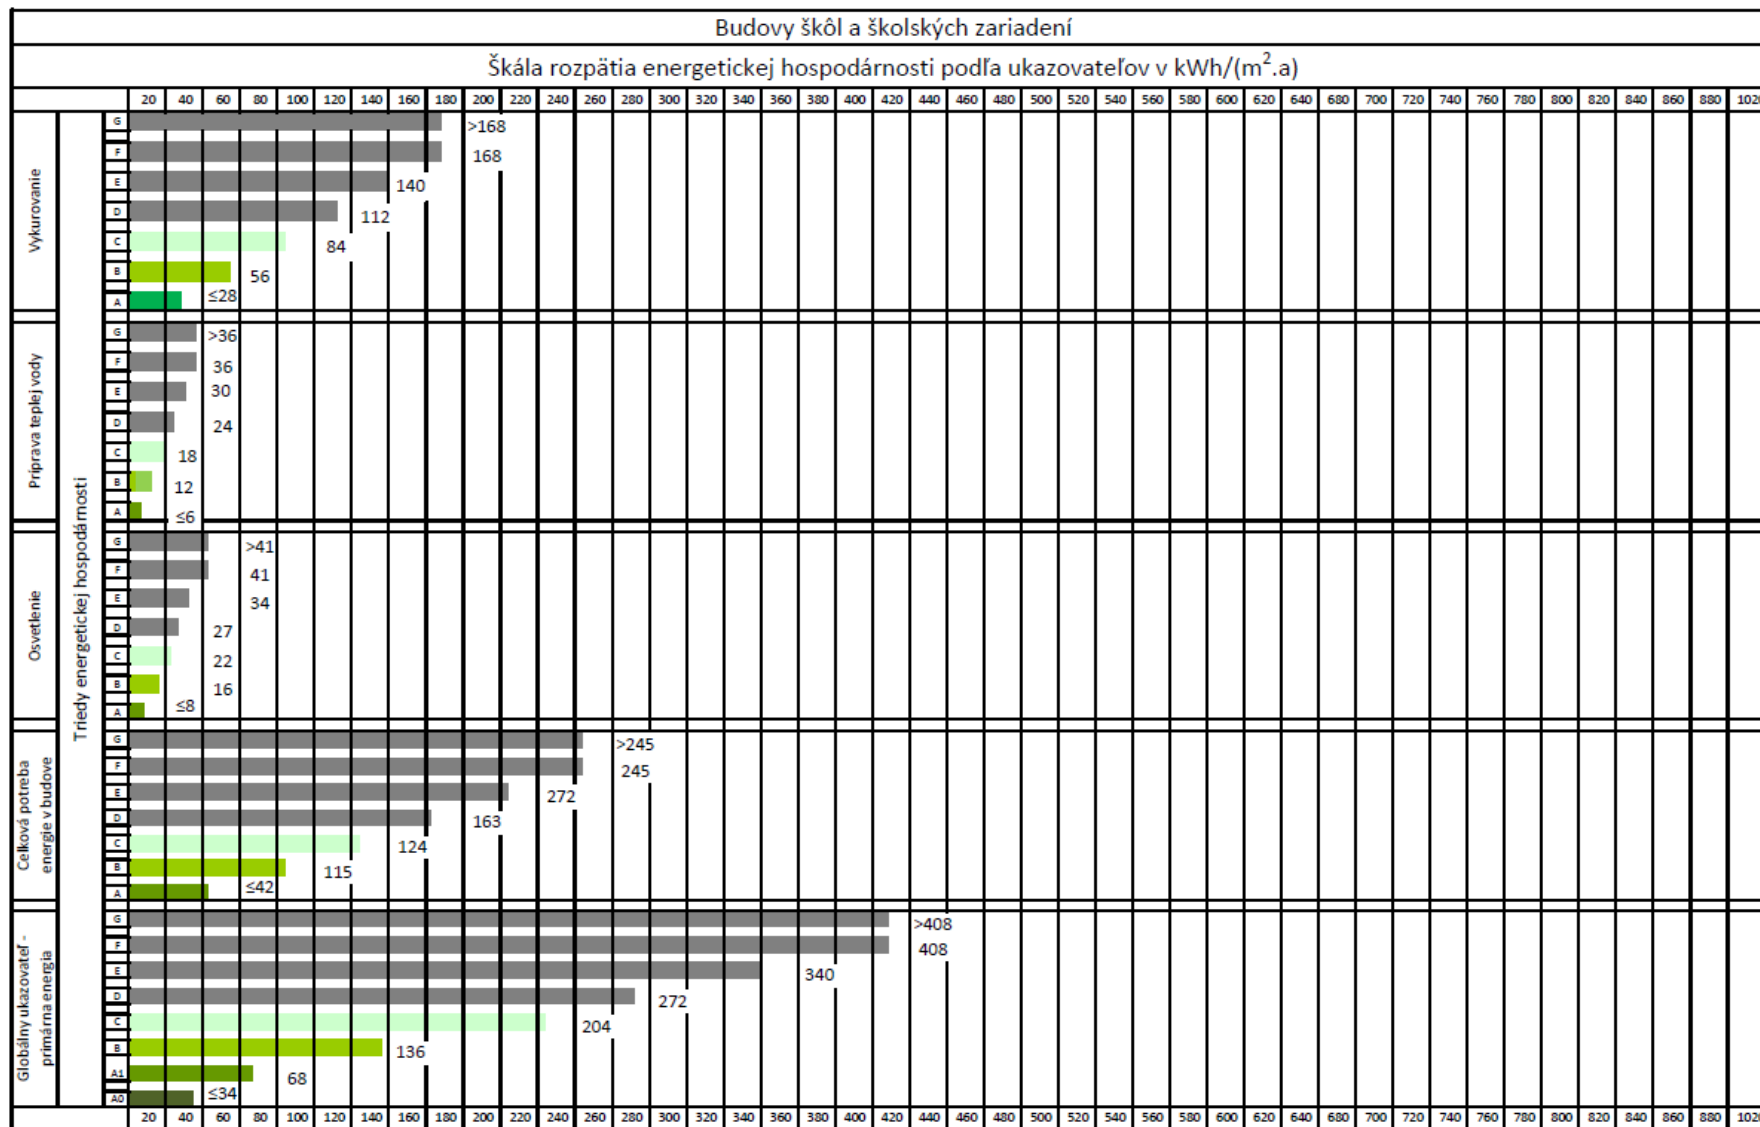 Budovy škôl a školských zariadení
Škála rozpätia energetickej hospodárnosti podľa ukazovateľov v kWh/(m².a)
20 40 60 80 100 120 140 160 180 200 220 240 260 280 300 320 340 360 380 400 420 440 460 480 500 520 540 560 580 600 620 640 680 700 720 740 760 780 800 820 840 860 880 1020
Triedy energetickej hospodárnosti
Vykurovanie
G >168
F 168
E 140
D 112
C 84
B 56
A ≤28
Príprava teplej vody
G >36
F 36
E 30
D 24
C 18
B 12
A ≤6
Osvetlenie
G >41
F 41
E 34
D 27
C 22
B 16
A ≤8
Celková potreba
energie v budove
G >245
F 245
E 272
D 163
C 124
B 115
A ≤42
Globálny ukazovateľ -
primárna energia
G >408
F 408
E 340
D 272
C 204
B 136
A1 68
A0 ≤34
20 40 60 80 100 120 140 160 180 200 220 240 260 280 300 320 340 360 380 400 420 440 460 480 500 520 540 560 580 600 620 640 680 700 720 740 760 780 800 820 840 860 880 1020